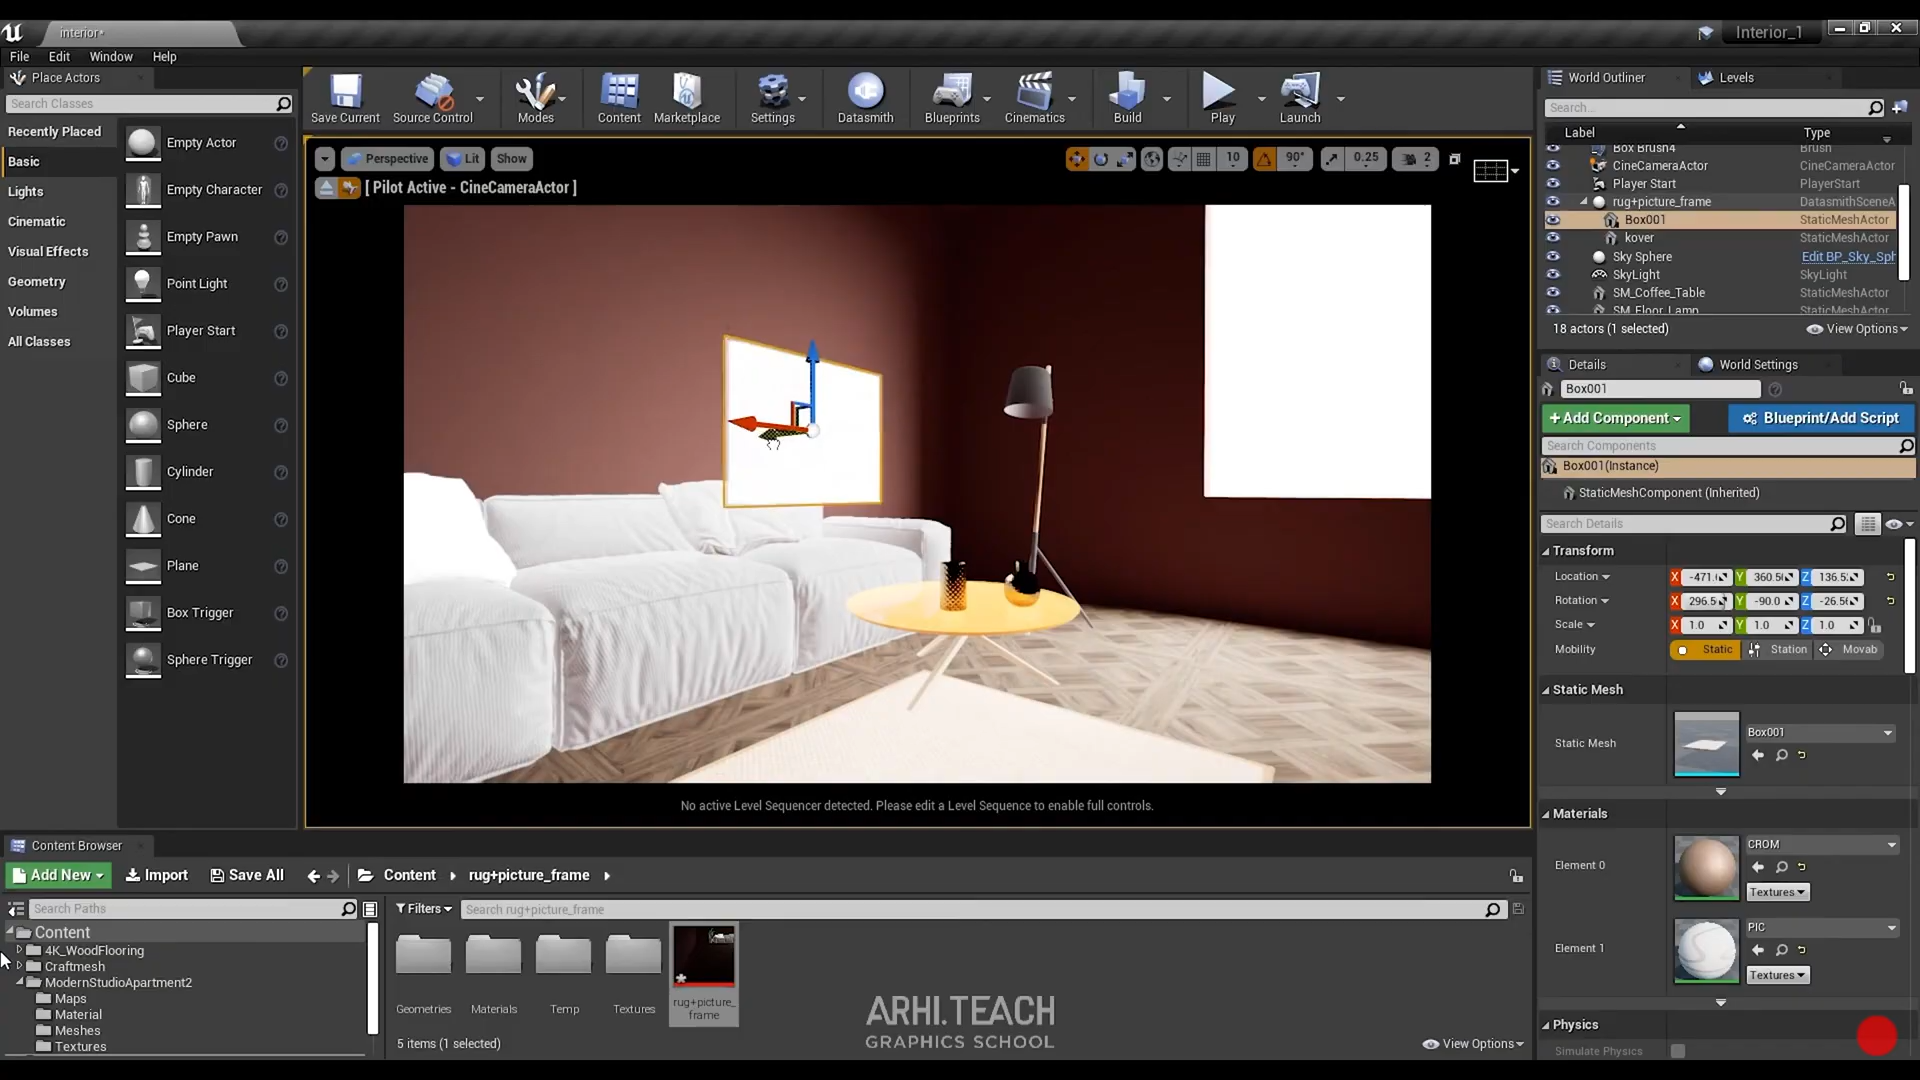 interior*
Interior_1
File Edit Window Help
Place Actors
Search Classes
Recently Placed
Basic
Lights
Cinematic
Visual Effects
Geometry
Volumes
All Classes
Empty Actor
Empty Character
Empty Pawn
Point Light
Player Start
Cube
Sphere
Cylinder
Cone
Plane
Box Trigger
Sphere Trigger
Save Current Source Control Modes Content Marketplace Settings Datasmith Blueprints Cinematics Build Play Launch
Perspective Lit Show 10 90° 0.25 2
[ Pilot Active - CineCameraActor ]
No active Level Sequencer detected. Please edit a Level Sequence to enable full controls.
World Outliner Levels
Search...
Label Type
Box Brush4 Brush
CineCameraActor CineCameraActor
Player Start PlayerStart
rug+picture_frame DatasmithSceneA
Box001 StaticMeshActor
kover StaticMeshActor
Sky Sphere Edit BP_Sky_Sph
SkyLight SkyLight
SM_Coffee_Table StaticMeshActor
SM_Floor_Lamp StaticMeshActor
18 actors (1 selected) View Options
Details World Settings
Box001
+Add Component Blueprint/Add Script
Search Components
Box001(Instance)
StaticMeshComponent (Inherited)
Search Details
Transform
Location X -471. Y 360.5 Z 136.5
Rotation X 296.5 Y -90.0 Z -26.5
Scale X 1.0 Y 1.0 Z 1.0
Mobility Static Station Movab
Static Mesh
Static Mesh Box001
Materials
Element 0 CROM
Textures
Element 1 PIC
Textures
Physics
Simulate Physics
Content Browser
Add New Import Save All Content rug+picture_frame
Search Paths
Filters Search rug+picture_frame
Content
4K_WoodFlooring
Craftmesh
ModernStudioApartment2
Maps
Material
Meshes
Textures
Geometries Materials Temp Textures rug+picture_
frame
5 items (1 selected) View Options
ARHI.TEACH
GRAPHICS SCHOOL